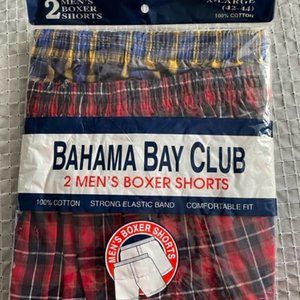 2 MEN'S
BOXER
SHORTS
X-LARGE
(42-44)
100% COTTON
BAHAMA BAY CLUB
2 MEN'S BOXER SHORTS
100% COTTON STRONG ELASTIC BAND COMFORTABLE FIT
MEN'S BOXER SHORTS